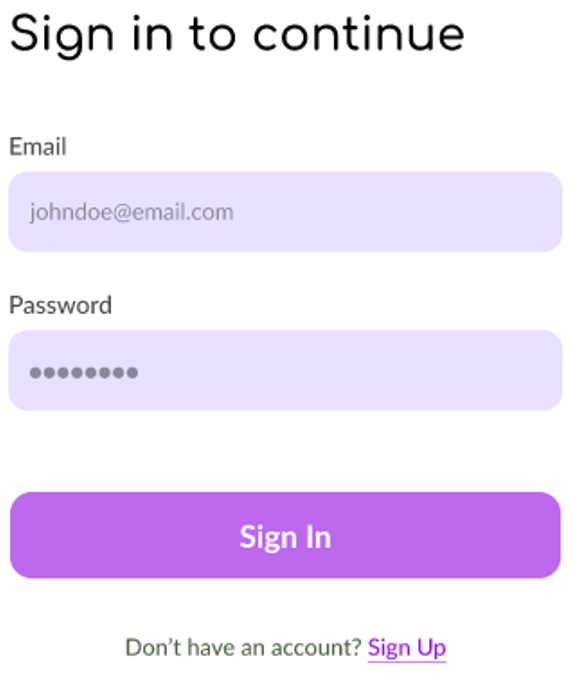 Sign in to continue
Email
johndoe@email.com
Password
••••••••
Sign In
Don't have an account? Sign Up